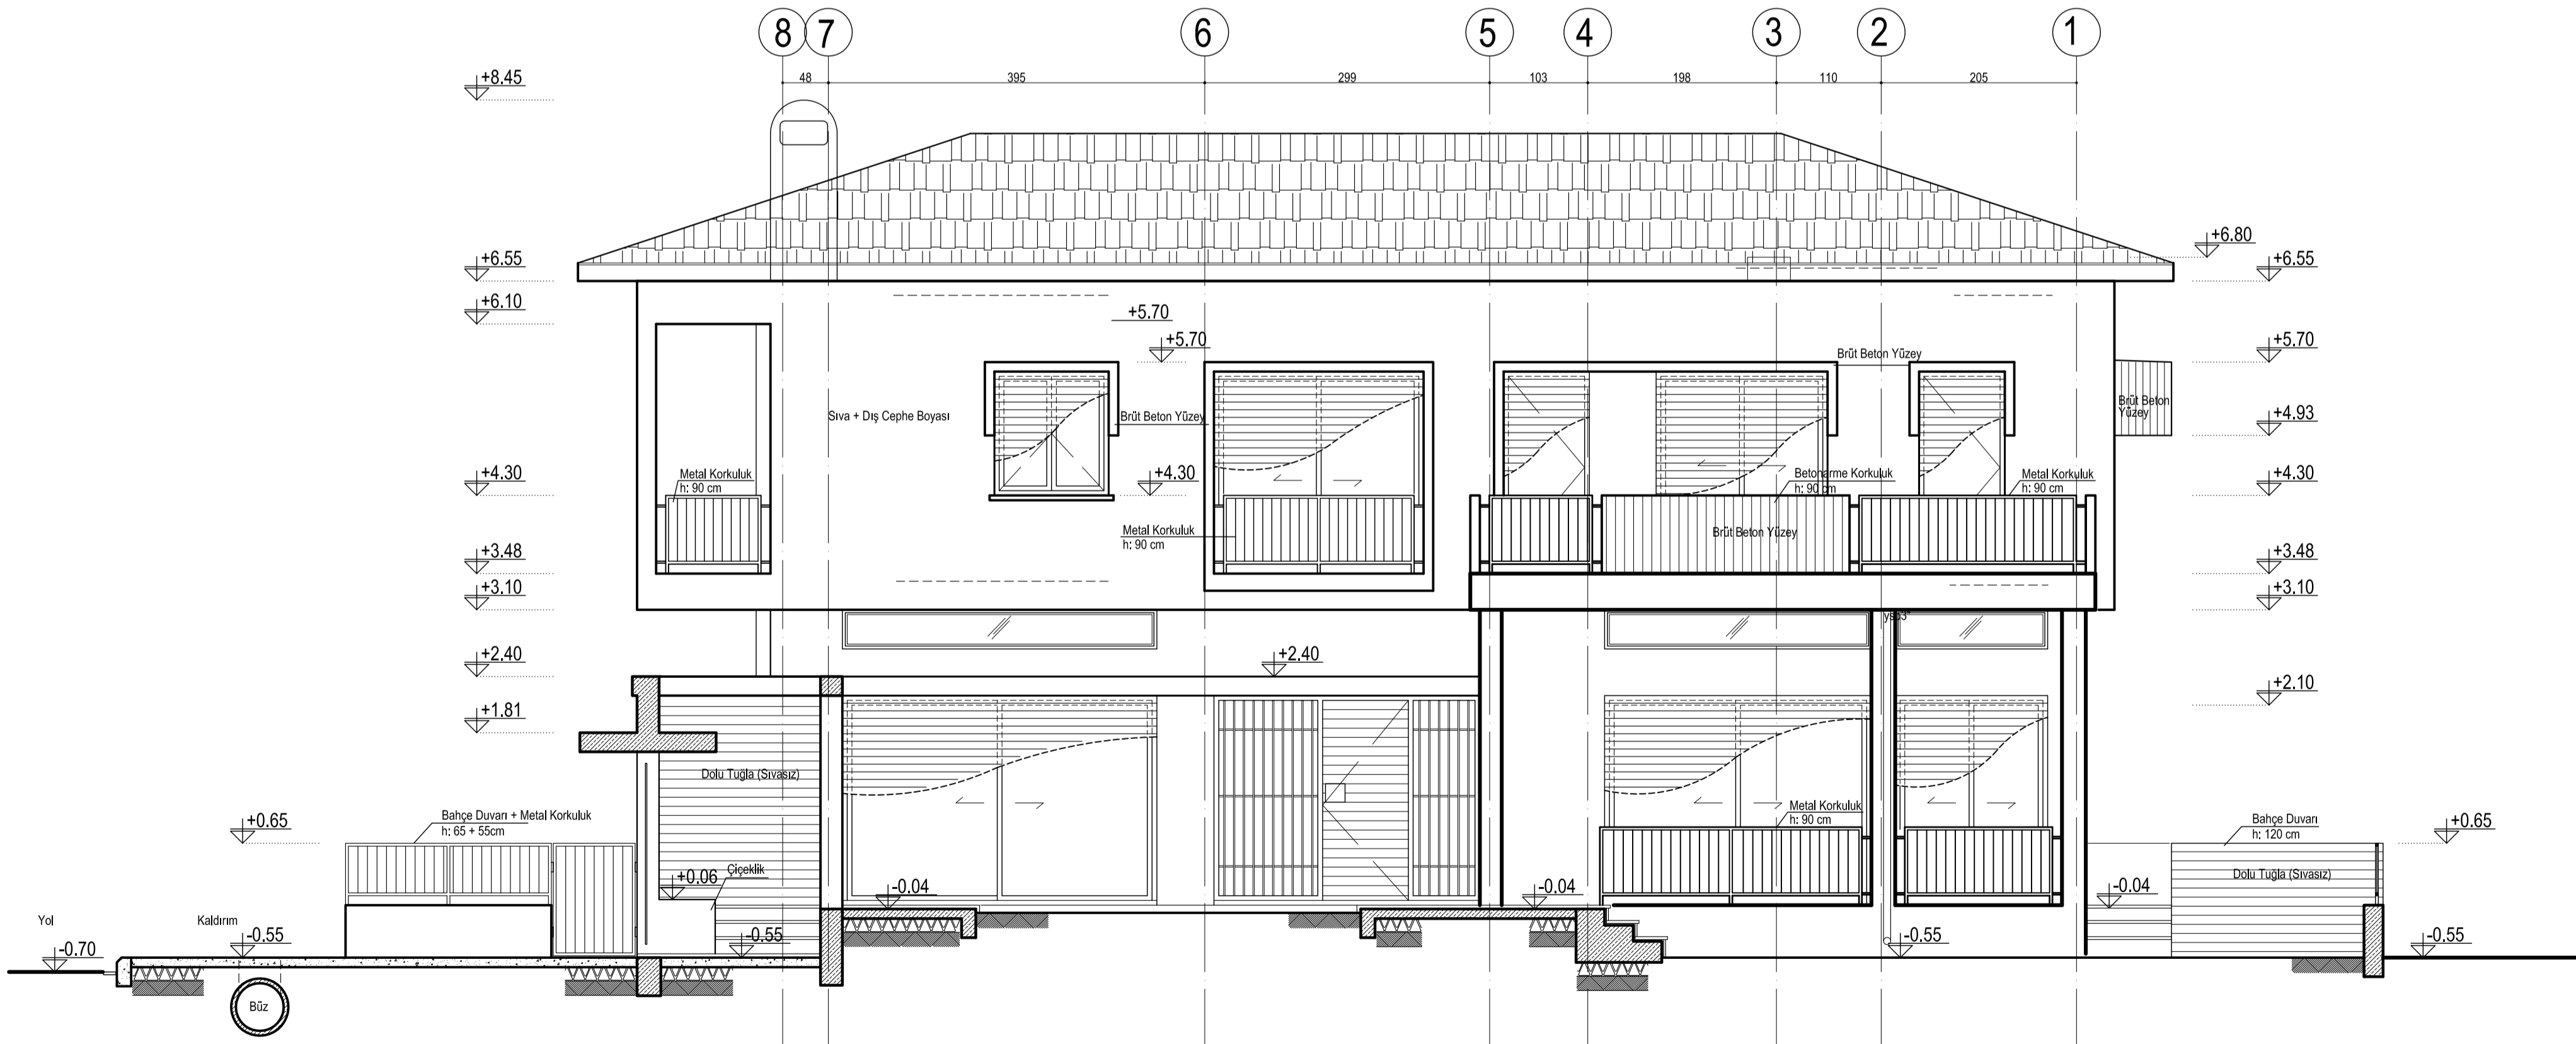 8 7 6 5 4 3 2 1
48 395 299 103 198 110 205
+8.45
+6.80
+6.55
+6.55
+6.10
+5.70
+5.70
+5.70
Brüt Beton Yüzey
Sıva + Dış Cephe Boyası
Brüt Beton Yüzey
Brüt Beton
Yüzey
+4.93
Metal Korkuluk
h: 90 cm
+4.30
+4.30
Betonarme Korkuluk
h: 90 cm
Metal Korkuluk
h: 90 cm
+4.30
Metal Korkuluk
h: 90 cm
Brüt Beton Yüzey
+3.48
+3.48
+3.10
+3.10
+2.40
+2.40
+2.10
+1.81
Dolu Tuğla (Sıvasız)
Metal Korkuluk
h: 90 cm
+0.65
Bahçe Duvarı + Metal Korkuluk
h: 65 + 55cm
Bahçe Duvarı
h: 120 cm
+0.65
Çiçeklik
+0.06
-0.04
-0.04
-0.04
Dolu Tuğla (Sıvasız)
Yol
Kaldırım
-0.70
-0.55
-0.55
-0.55
-0.55
Büz